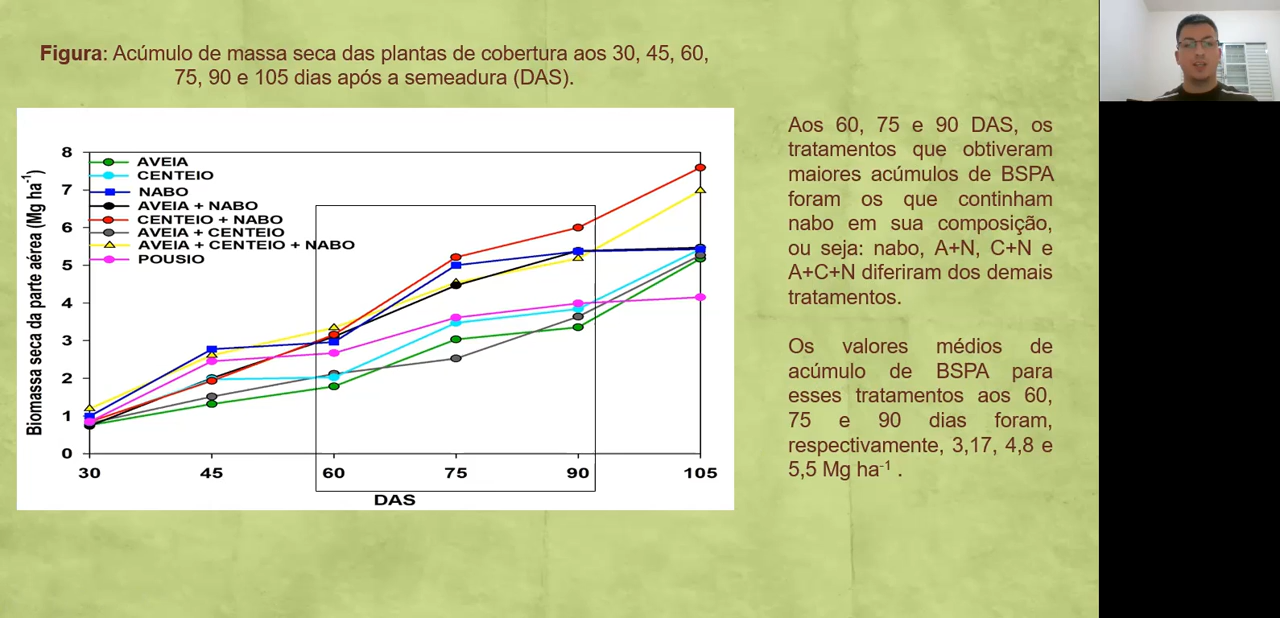 Figura: Acúmulo de massa seca das plantas de cobertura aos 30, 45, 60,
75, 90 e 105 dias após a semeadura (DAS).
Biomassa seca da parte aérea (Mg ha⁻¹)
8
7
6
5
4
3
2
1
0
AVEIA
CENTEIO
NABO
AVEIA + NABO
CENTEIO + NABO
AVEIA + CENTEIO
AVEIA + CENTEIO + NABO
POUSIO
30 45 60 75 90 105
DAS
Aos 60, 75 e 90 DAS, os
tratamentos que obtiveram
maiores acúmulos de BSPA
foram os que continham
nabo em sua composição,
ou seja: nabo, A+N, C+N e
A+C+N diferiram dos demais
tratamentos.
Os valores médios de
acúmulo de BSPA para
esses tratamentos aos 60,
75 e 90 dias foram,
respectivamente, 3,17, 4,8 e
5,5 Mg ha⁻¹ .